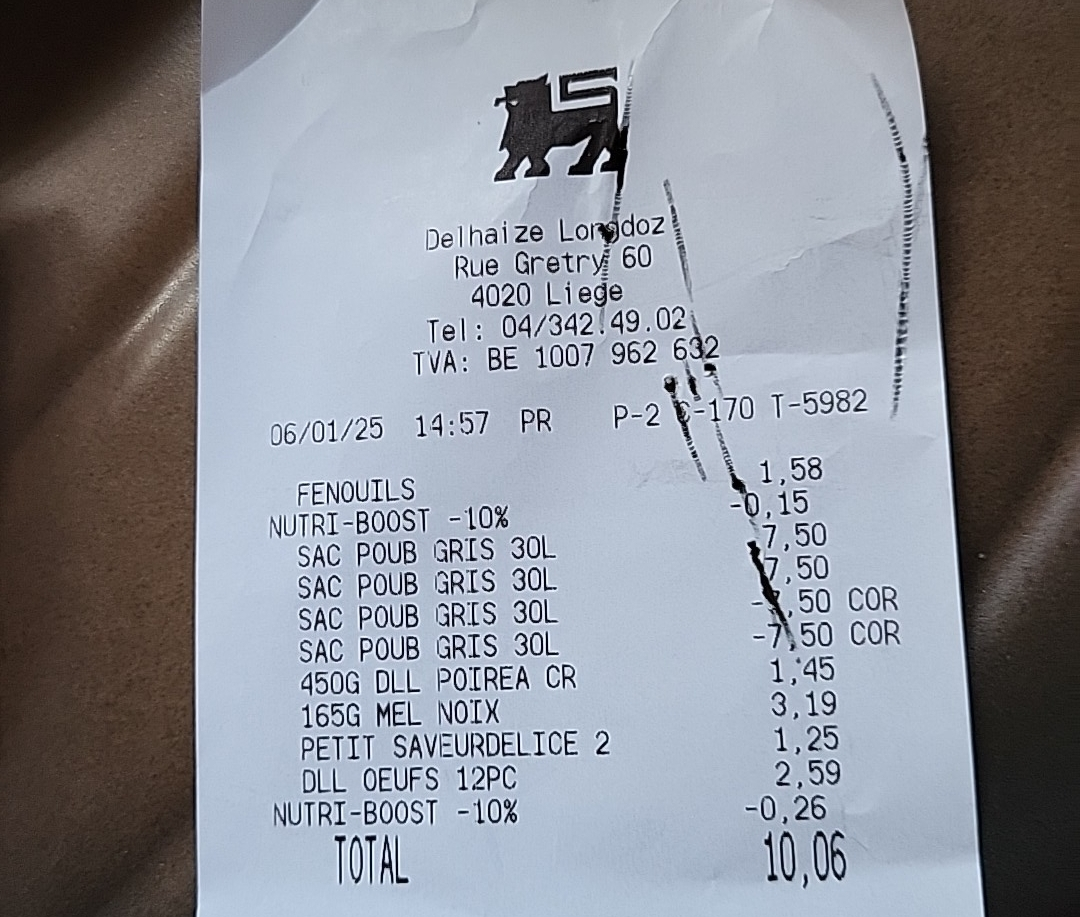 Delhaize Longdoz
Rue Gretry 60
4020 Liege
Tel: 04/342.49.02
TVA: BE 1007 962 632
06/01/25 14:57 PR P-2 C-170 T-5982
FENOUILS 1,58
NUTRI-BOOST -10% -0,15
SAC POUB GRIS 30L 7,50
SAC POUB GRIS 30L 7,50
SAC POUB GRIS 30L -7,50 COR
SAC POUB GRIS 30L -7,50 COR
450G DLL POIREA CR 1,45
165G MEL NOIX 3,19
PETIT SAVEURDELICE 2 1,25
DLL OEUFS 12PC 2,59
NUTRI-BOOST -10% -0,26
TOTAL 10,06